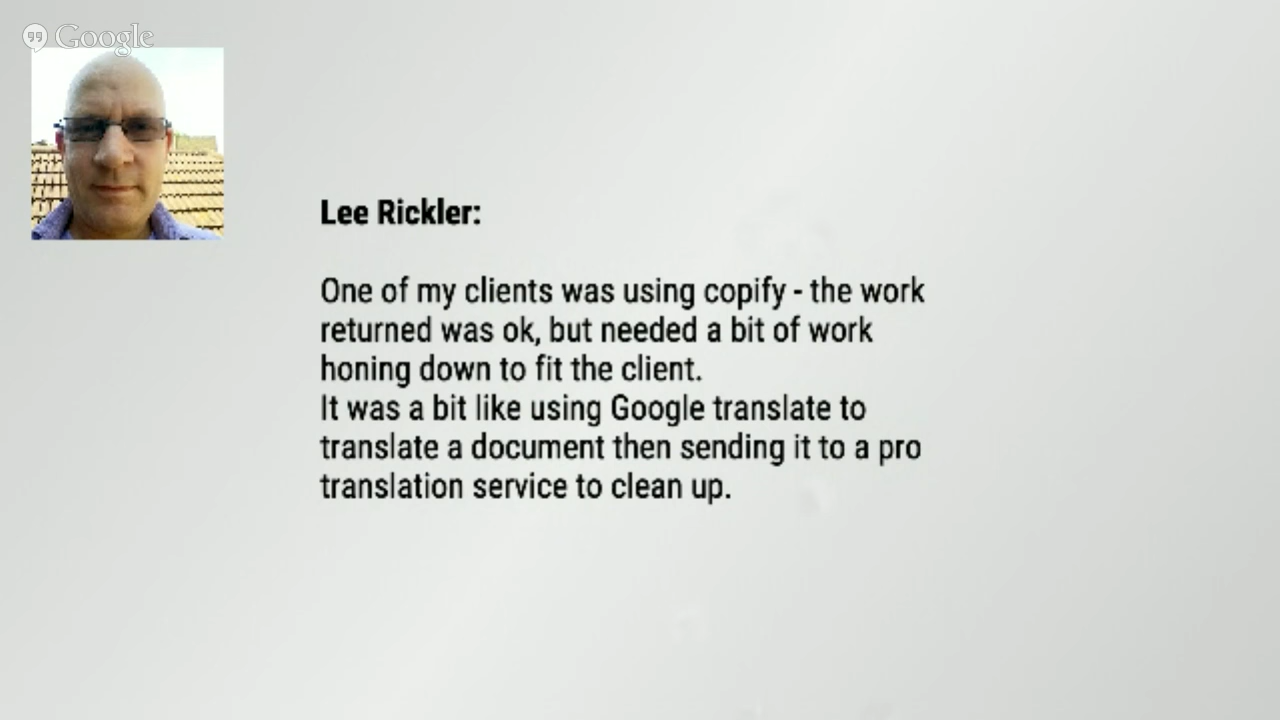 Google
Lee Rickler:
One of my clients was using copify - the work
returned was ok, but needed a bit of work
honing down to fit the client.
It was a bit like using Google translate to
translate a document then sending it to a pro
translation service to clean up.